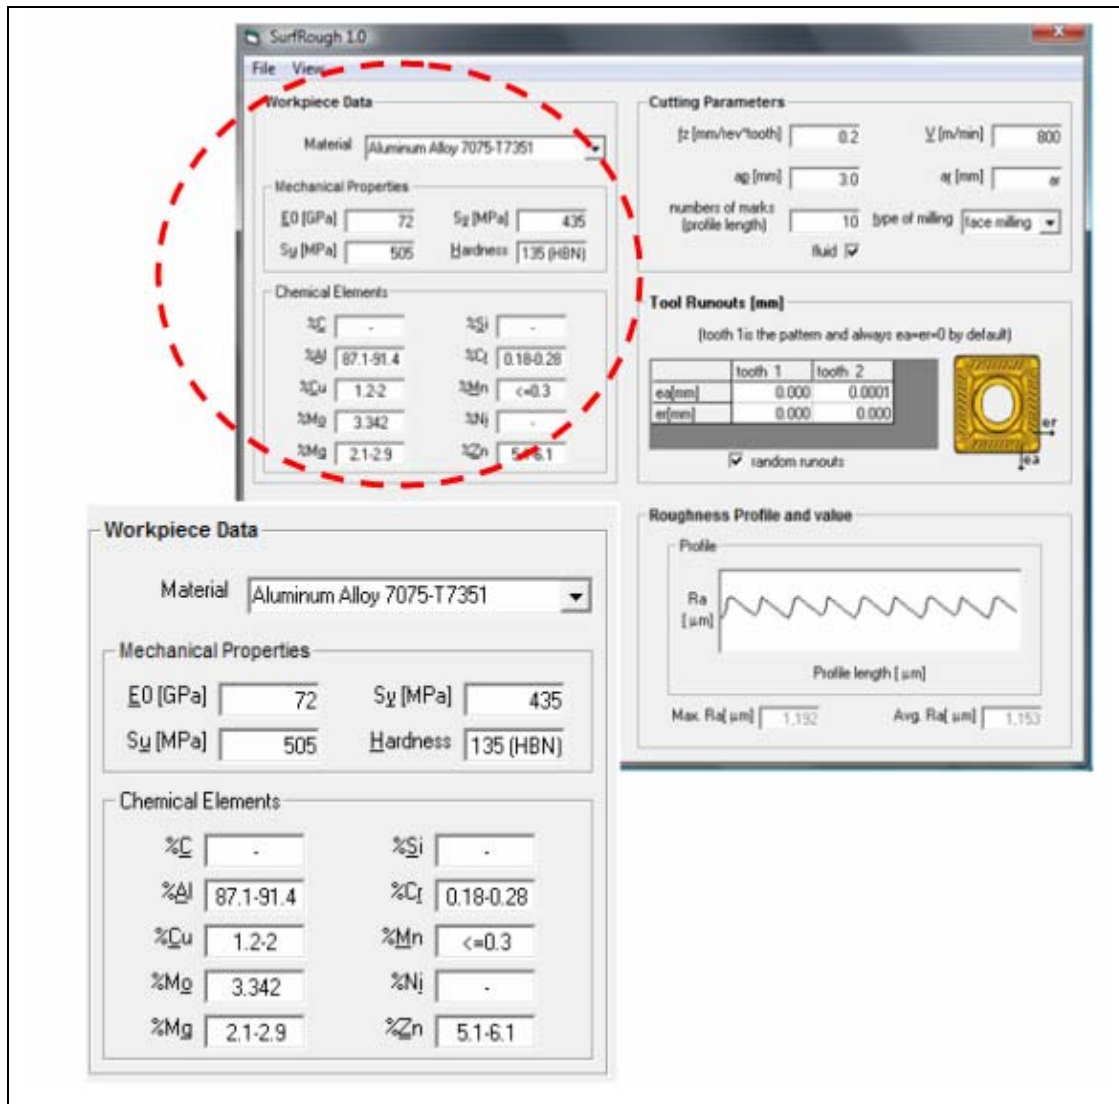 SurfRough 1.0
File View
Workpiece Data
Material Aluminum Alloy 7075-T7351
Mechanical Properties
E0 [GPa] 72 Sy [MPa] 435
Su [MPa] 505 Hardness 135 (HBN)
Chemical Elements
%C - %Si -
%Al 87.1-91.4 %Cr 0.18-0.28
%Cu 1.2-2 %Mn <=0.3
%Mo 3.342 %Ni -
%Mg 2.1-2.9 %Zn 5.1-6.1
Cutting Parameters
fz [mm/rev*tooth] 0.2 V [m/min] 800
ap [mm] 3.0 ar [mm] ar
numbers of marks
(profile length) 10 type of milling face milling
fluid
Tool Runouts [mm]
(tooth 1is the pattern and always ea=er=0 by default)
tooth 1 tooth 2
ea[mm] 0.000 0.0001
er[mm] 0.000 0.000
er
ea
random runouts
Roughness Profile and value
Profile
Ra
[ µm]
Profile length [ µm]
Max. Ra[ µm] 1,192 Avg. Ra[ µm] 1,153
Workpiece Data
Material Aluminum Alloy 7075-T7351
Mechanical Properties
E0 [GPa] 72 Sy [MPa] 435
Su [MPa] 505 Hardness 135 (HBN)
Chemical Elements
%C - %Si -
%Al 87.1-91.4 %Cr 0.18-0.28
%Cu 1.2-2 %Mn <=0.3
%Mo 3.342 %Ni -
%Mg 2.1-2.9 %Zn 5.1-6.1